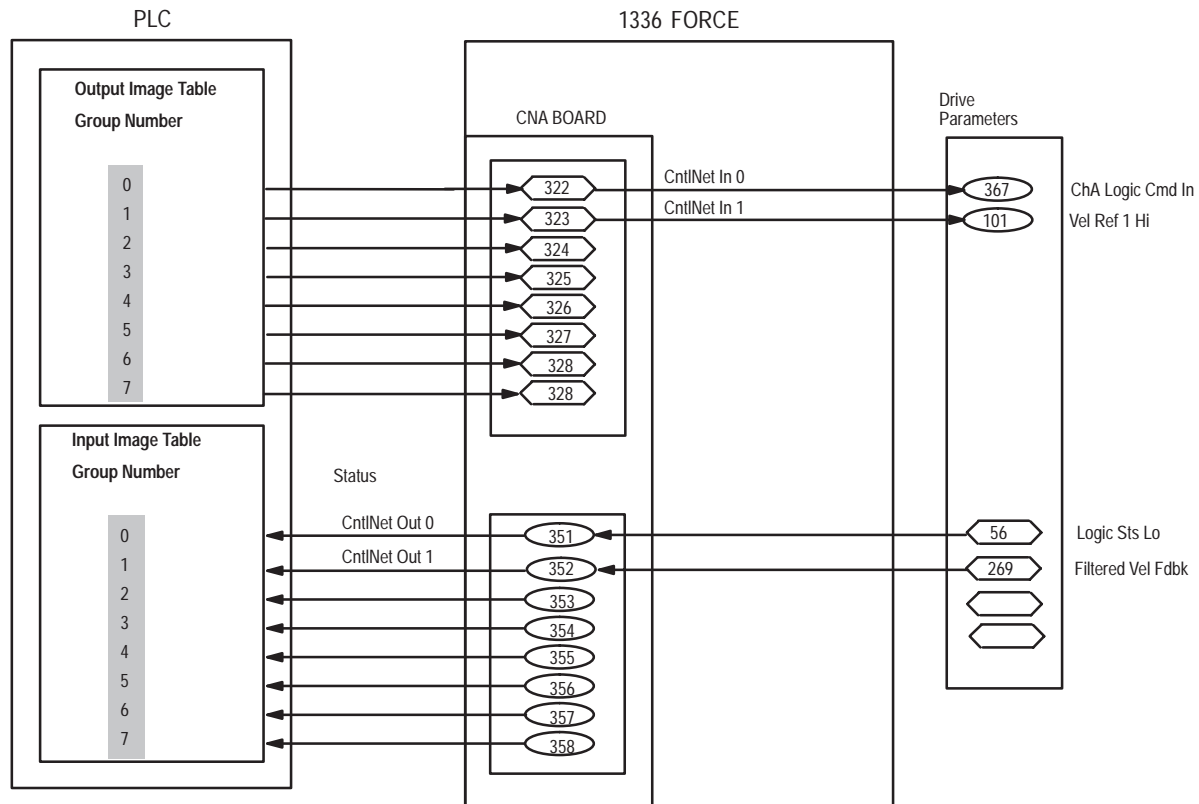 PLC
1336 FORCE
Output Image Table
Group Number
0
1
2
3
4
5
6
7
CNA BOARD
322
323
324
325
326
327
328
328
CntlNet In 0
CntlNet In 1
Drive
Parameters
367
ChA Logic Cmd In
101
Vel Ref 1 Hi
Input Image Table
Group Number
0
1
2
3
4
5
6
7
Status
CntlNet Out 0
CntlNet Out 1
351
352
353
354
355
356
357
358
56
Logic Sts Lo
269
Filtered Vel Fdbk